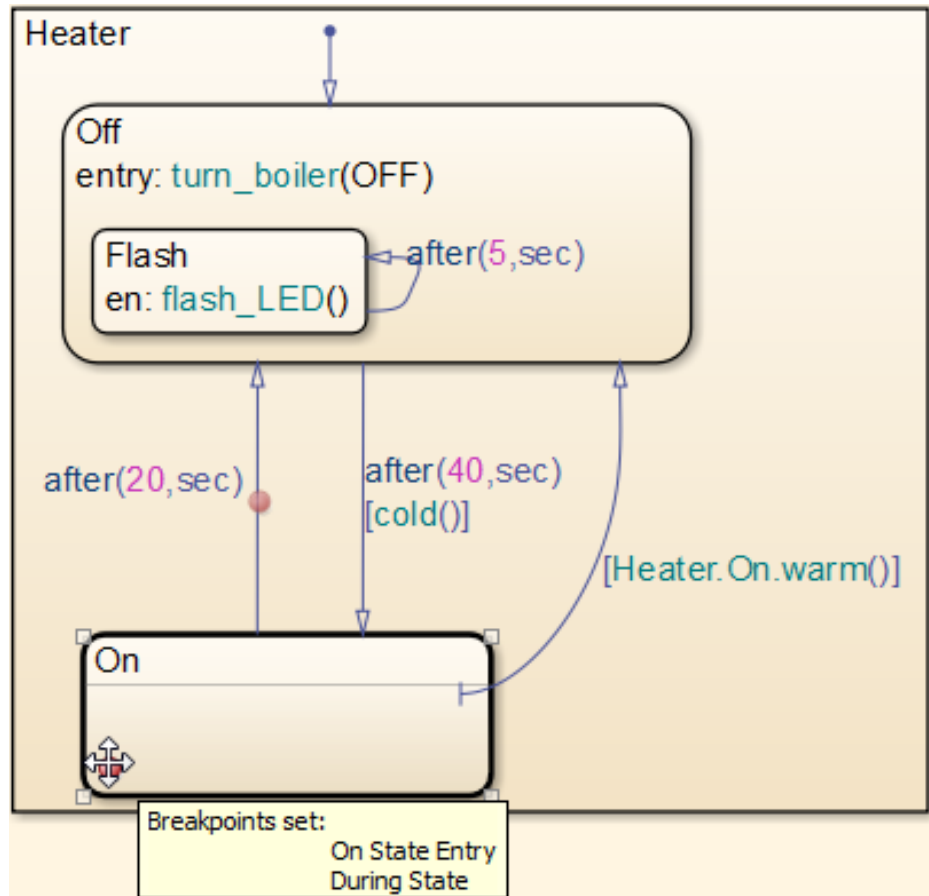 Heater
Off
entry: turn_boiler(OFF)
Flash
en: flash_LED()
after(5,sec)
after(20,sec)
after(40,sec)
[cold()]
[Heater.On.warm()]
On
Breakpoints set:
On State Entry
During State